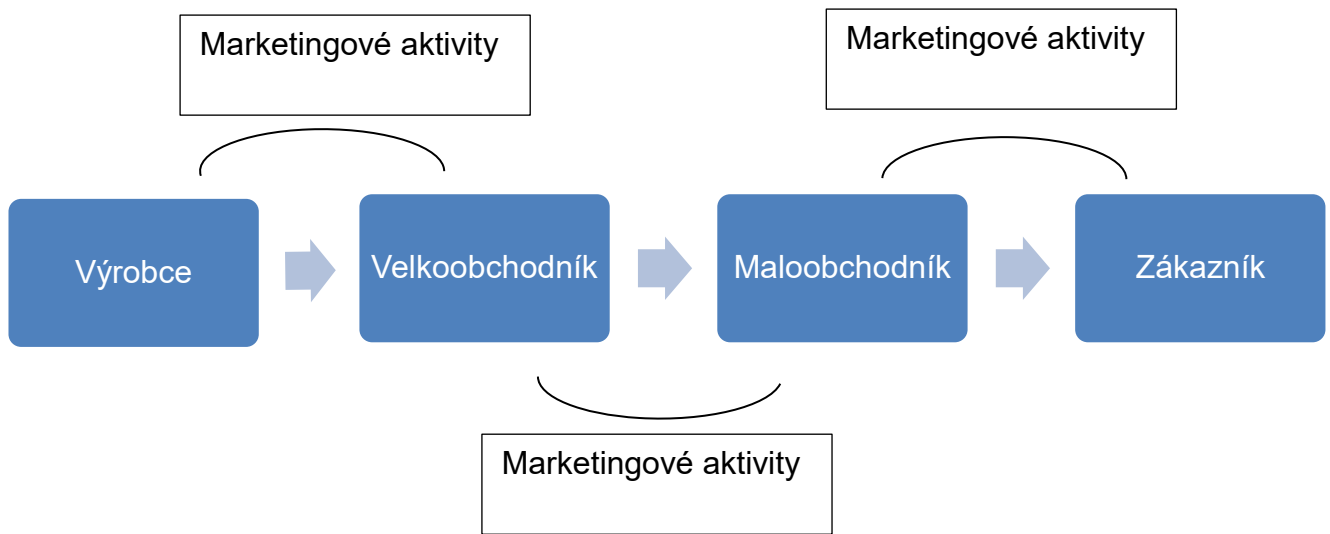 Marketingové aktivity
Marketingové aktivity
Výrobce
Velkoobchodník
Maloobchodník
Zákazník
Marketingové aktivity